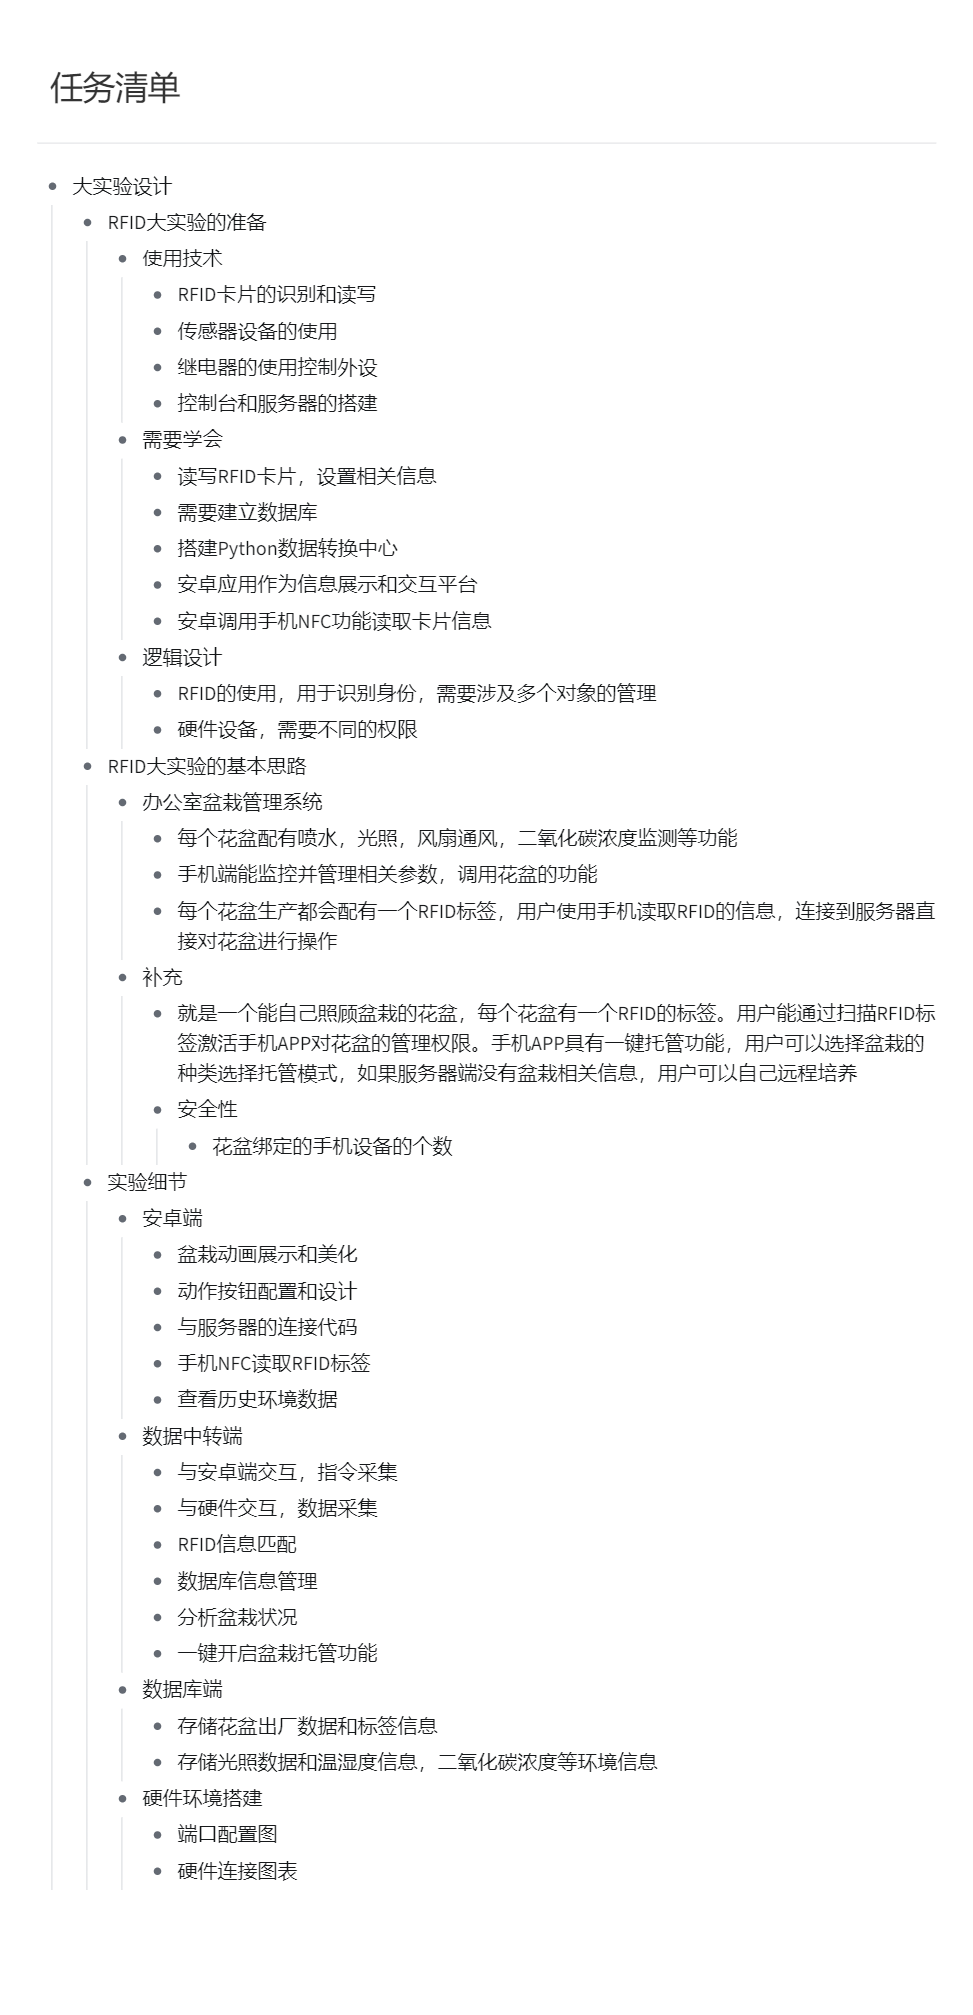 任务清单
大实验设计
RFID大实验的准备
使用技术
RFID卡片的识别和读写
传感器设备的使用
继电器的使用控制外设
控制台和服务器的搭建
需要学会
读写RFID卡片，设置相关信息
需要建立数据库
搭建Python数据转换中心
安卓应用作为信息展示和交互平台
安卓调用手机NFC功能读取卡片信息
逻辑设计
RFID的使用，用于识别身份，需要涉及多个对象的管理
硬件设备，需要不同的权限
RFID大实验的基本思路
办公室盆栽管理系统
每个花盆配有喷水，光照，风扇通风，二氧化碳浓度监测等功能
手机端能监控并管理相关参数，调用花盆的功能
每个花盆生产都会配有一个RFID标签，用户使用手机读取RFID的信息，连接到服务器直
接对花盆进行操作
补充
就是一个能自己照顾盆栽的花盆，每个花盆有一个RFID的标签。用户能通过扫描RFID标
签激活手机APP对花盆的管理权限。手机APP具有一键托管功能，用户可以选择盆栽的
种类选择托管模式，如果服务器端没有盆栽相关信息，用户可以自己远程培养
安全性
花盆绑定的手机设备的个数
实验细节
安卓端
盆栽动画展示和美化
动作按钮配置和设计
与服务器的连接代码
手机NFC读取RFID标签
查看历史环境数据
数据中转端
与安卓端交互，指令采集
与硬件交互，数据采集
RFID信息匹配
数据库信息管理
分析盆栽状况
一键开启盆栽托管功能
数据库端
存储花盆出厂数据和标签信息
存储光照数据和温湿度信息，二氧化碳浓度等环境信息
硬件环境搭建
端口配置图
硬件连接图表